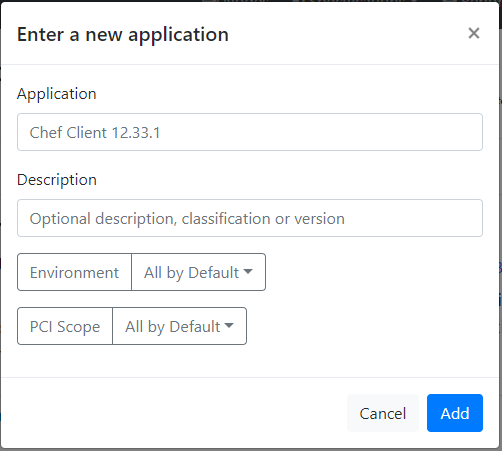 Enter a new application ×
Application
Chef Client 12.33.1
Description
Optional description, classification or version
Environment All by Default
PCI Scope All by Default
Cancel Add